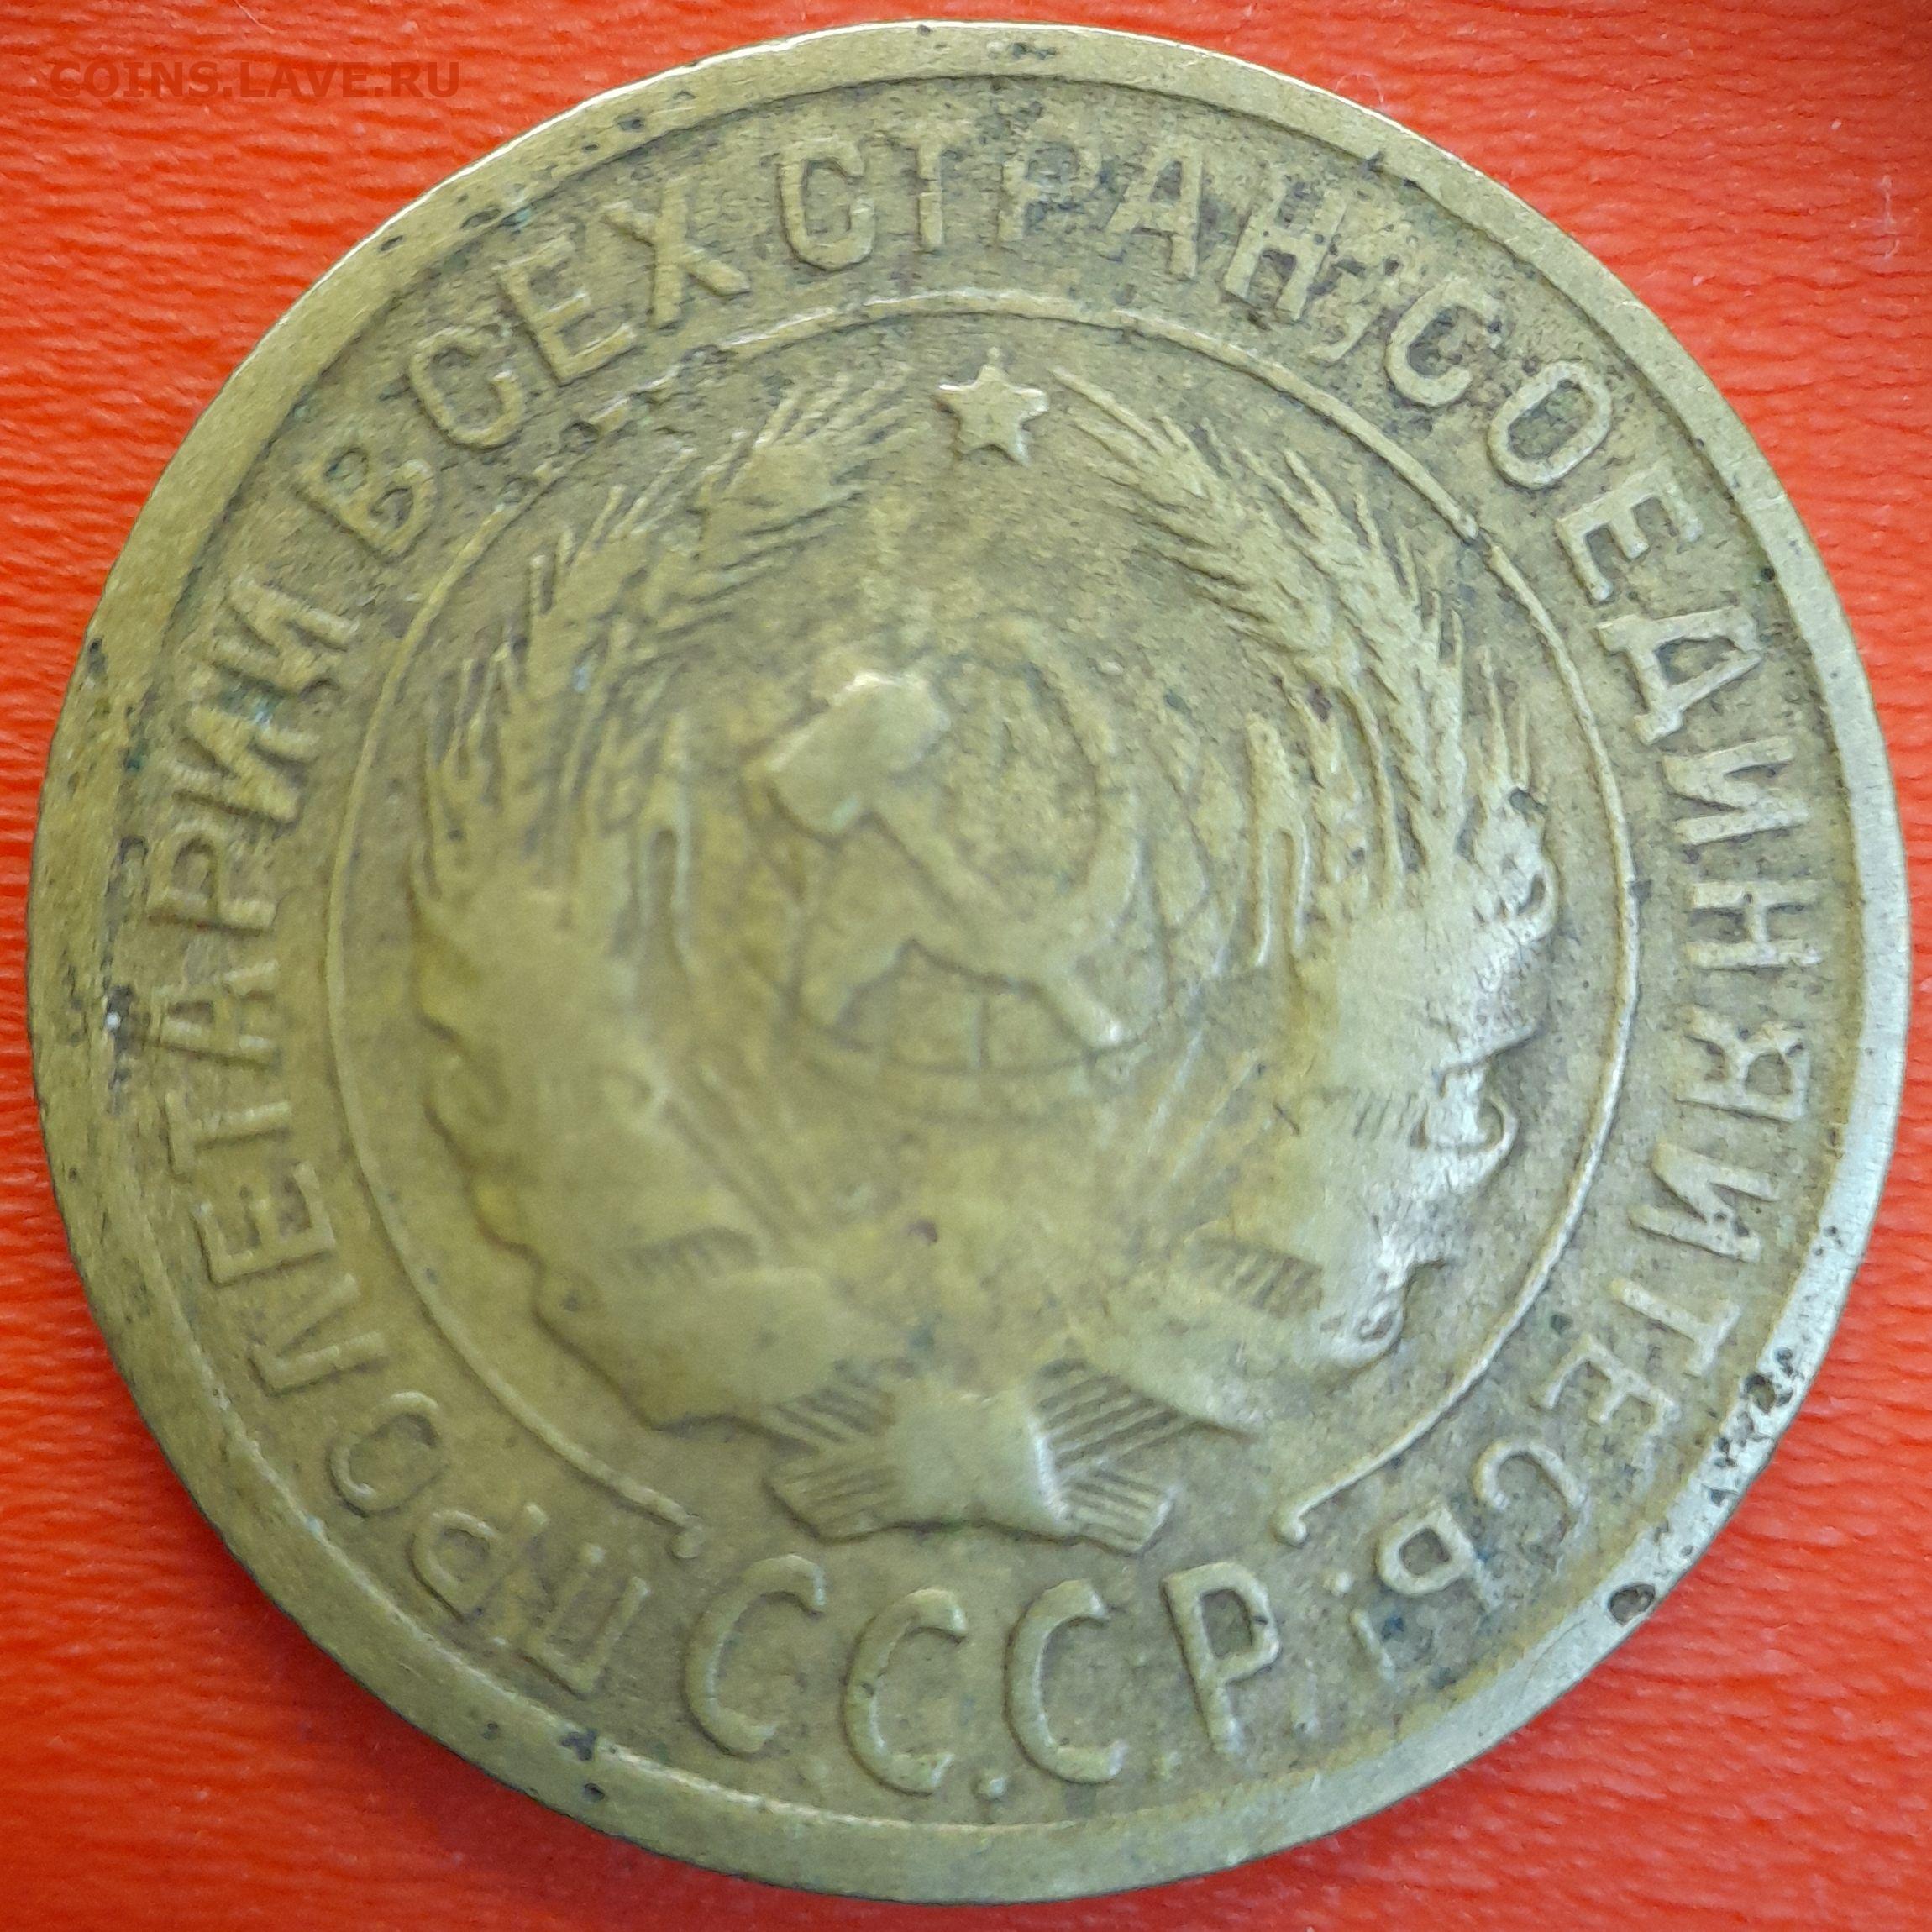 COINS.LAVE.RU
ПРОЛЕТАРИИ ВСЕХ СТРАН, СОЕДИНЯЙТЕСЬ!
С.С.С.Р.